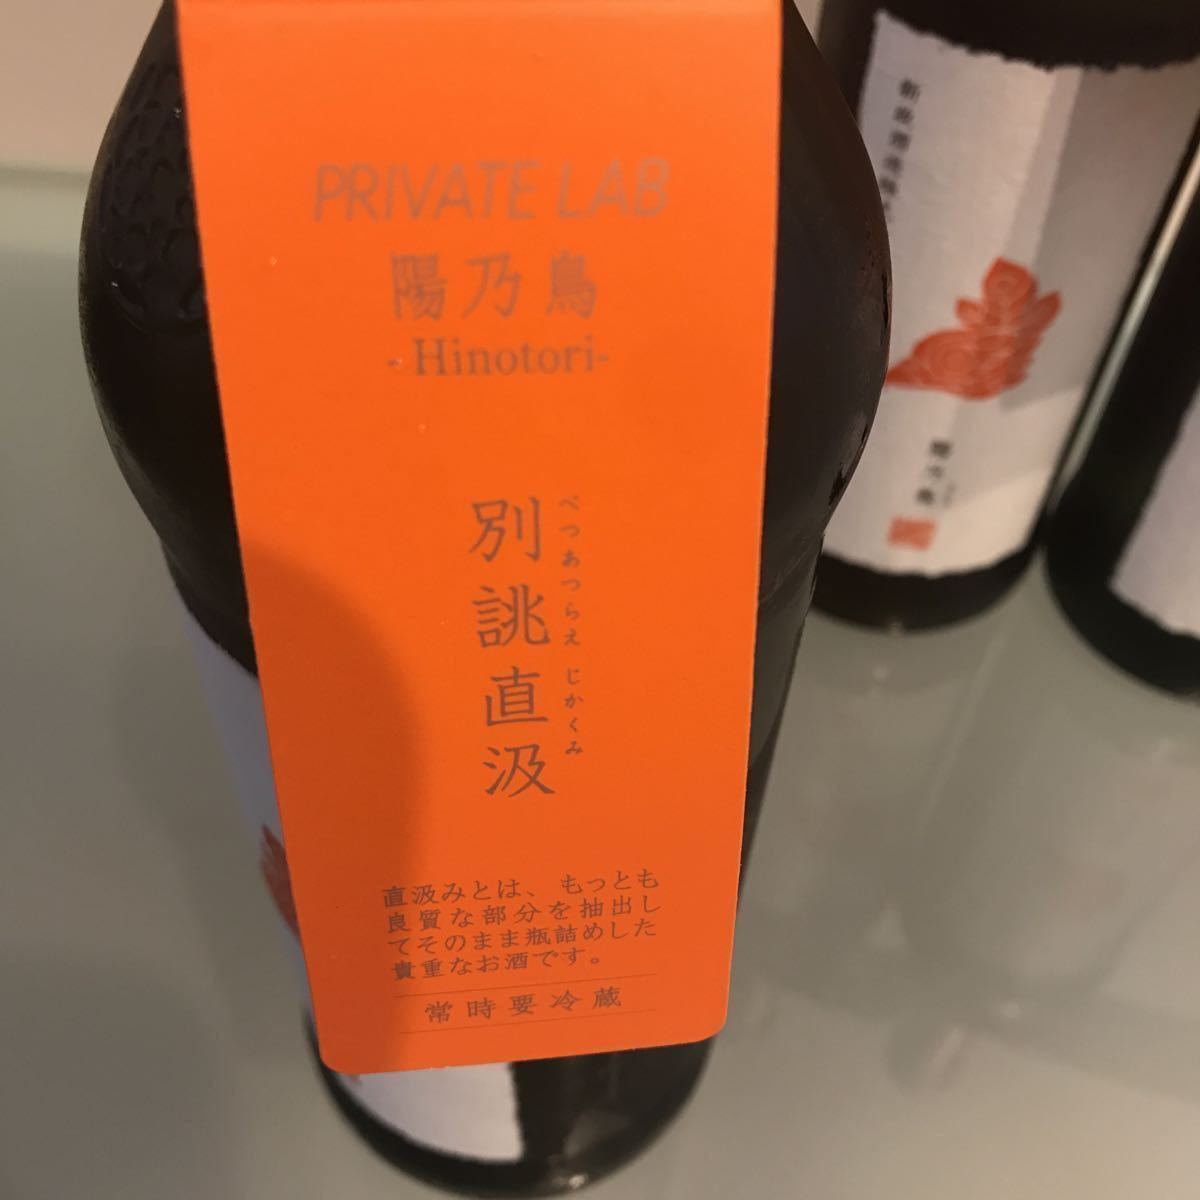 PRIVATE LAB
陽乃鳥
- Hinotori-
別誂直汲
べつあつらえ じかくみ
直汲みとは、もっとも
良質な部分を抽出し
てそのまま瓶詰めした
貴重なお酒です。
常時要冷蔵
陽乃鳥